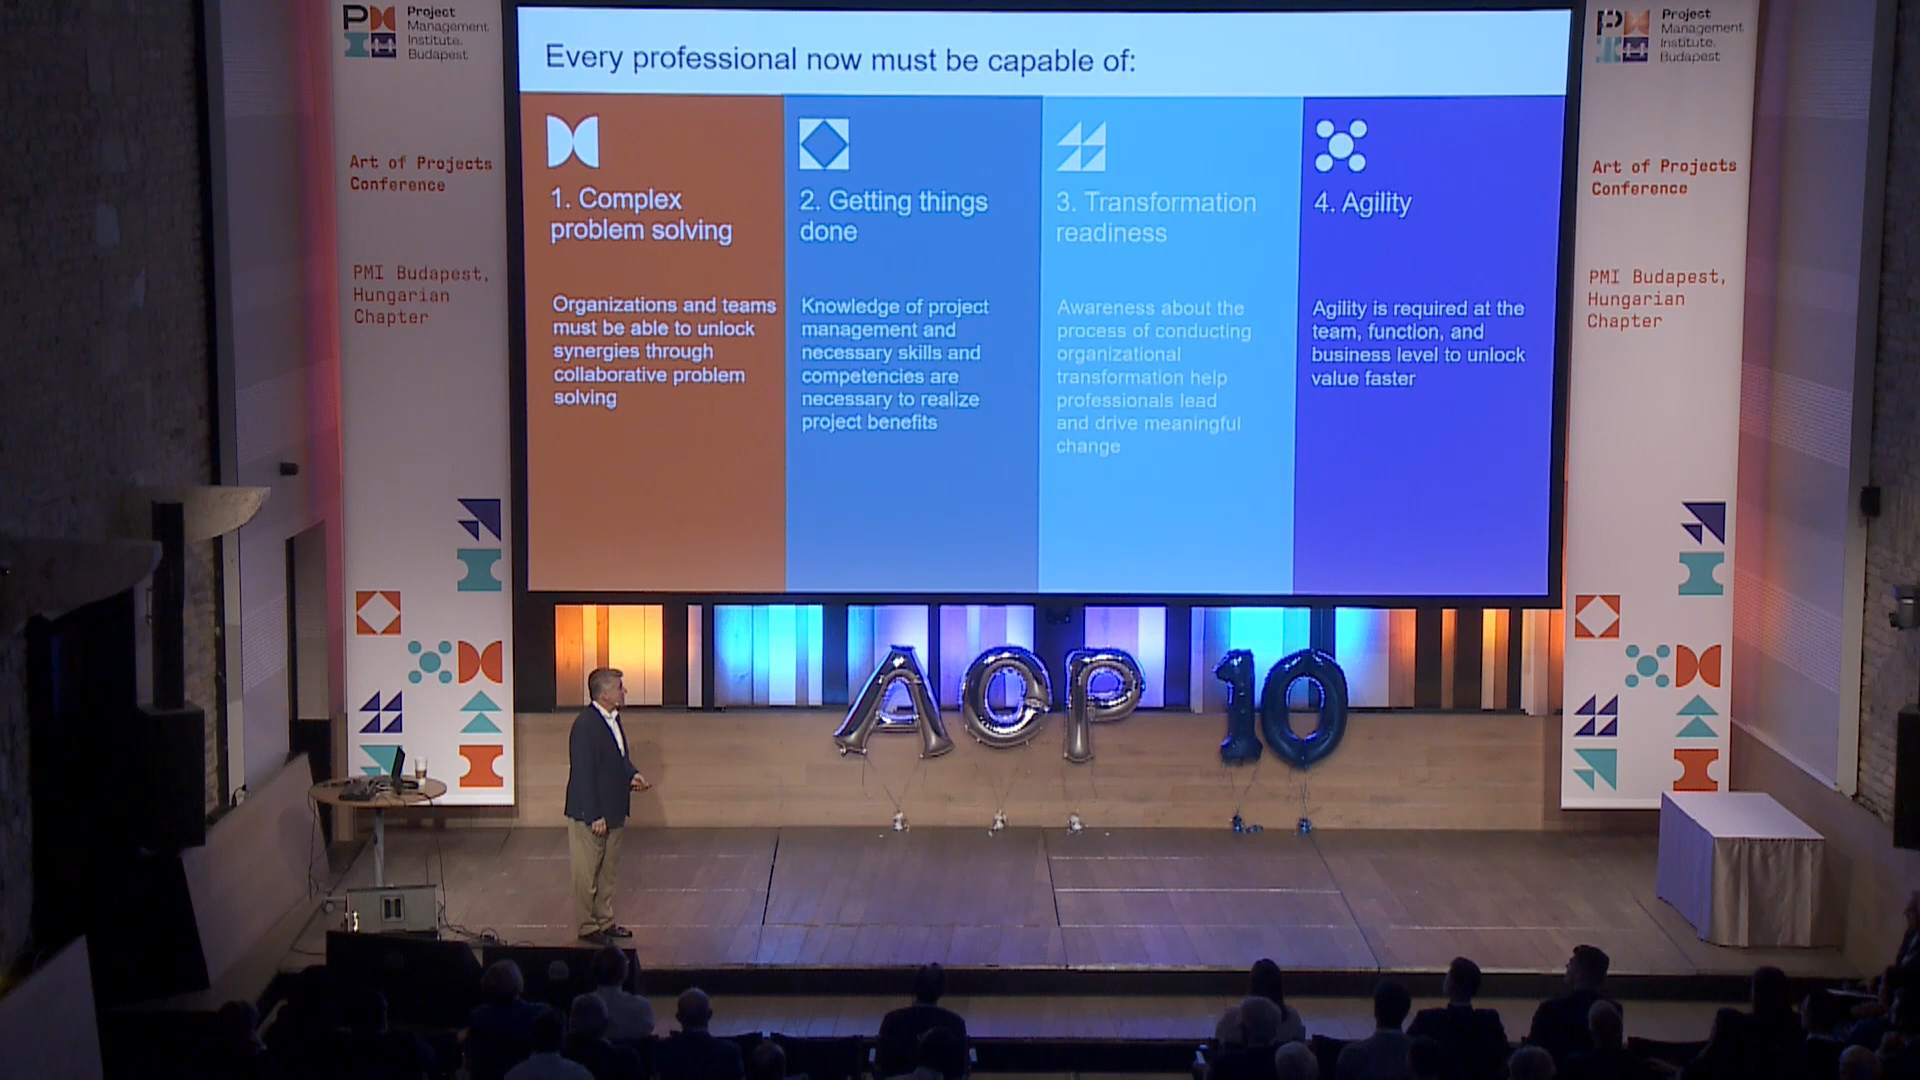 Project
Management
Institute.
Budapest
Art of Projects
Conference
PMI Budapest,
Hungarian
Chapter
Every professional now must be capable of:
1. Complex
problem solving
Organizations and teams
must be able to unlock
synergies through
collaborative problem
solving
2. Getting things
done
Knowledge of project
management and
necessary skills and
competencies are
necessary to realize
project benefits
3. Transformation
readiness
Awareness about the
process of conducting
organizational
transformation help
professionals lead
and drive meaningful
change
4. Agility
Agility is required at the
team, function, and
business level to unlock
value faster
Project
Management
Institute.
Budapest
Art of Projects
Conference
PMI Budapest,
Hungarian
Chapter
AOP 10